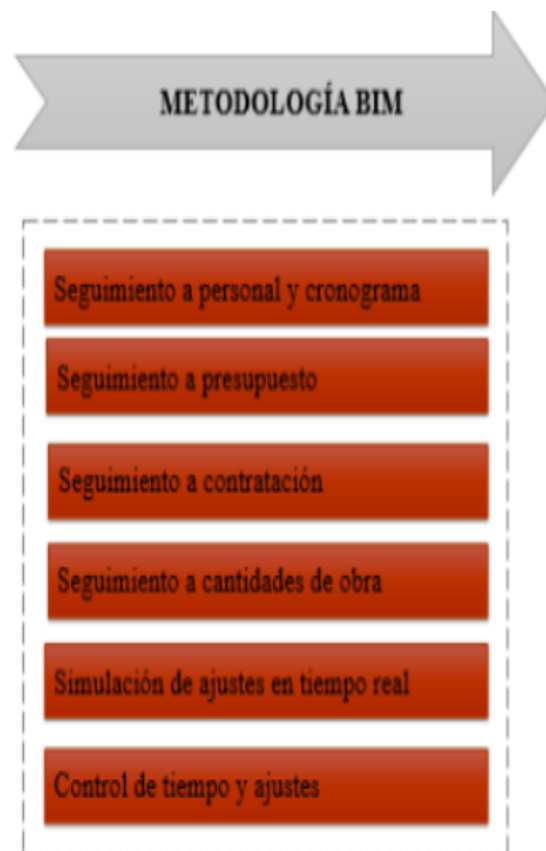 METODOLOGÍA BIM
Seguimiento a personal y cronograma
Seguimiento a presupuesto
Seguimiento a contratación
Seguimiento a cantidades de obra
Simulación de ajustes en tiempo real
Control de tiempo y ajustes